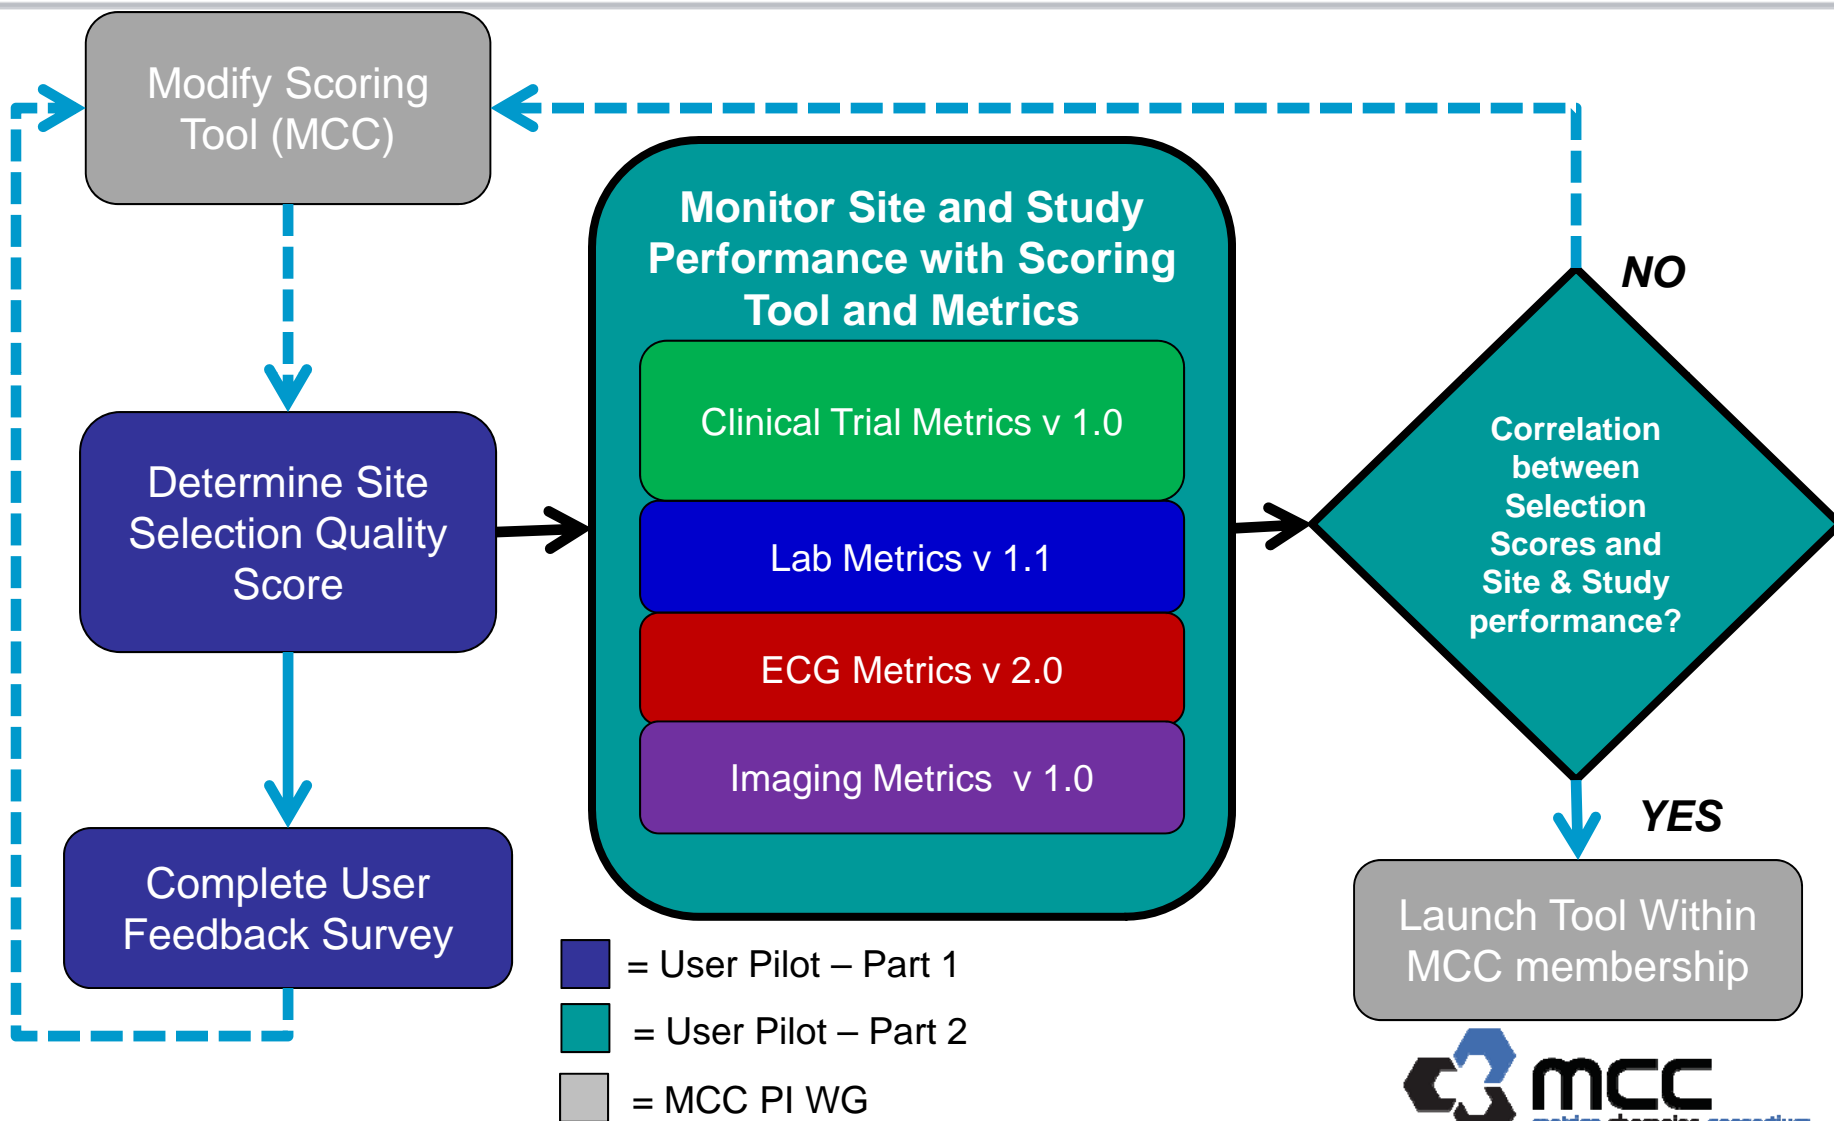 Modify Scoring
Tool (MCC)
Monitor Site and Study
Performance with Scoring
Tool and Metrics
Clinical Trial Metrics v 1.0
Lab Metrics v 1.1
ECG Metrics v 2.0
Imaging Metrics  v 1.0
Determine Site
Selection Quality
Score
Complete User
Feedback Survey
NO
Correlation
between
Selection
Scores and
Site & Study
performance?
YES
Launch Tool Within
MCC membership
= User Pilot – Part 1
= User Pilot – Part 2
= MCC PI WG
mcc